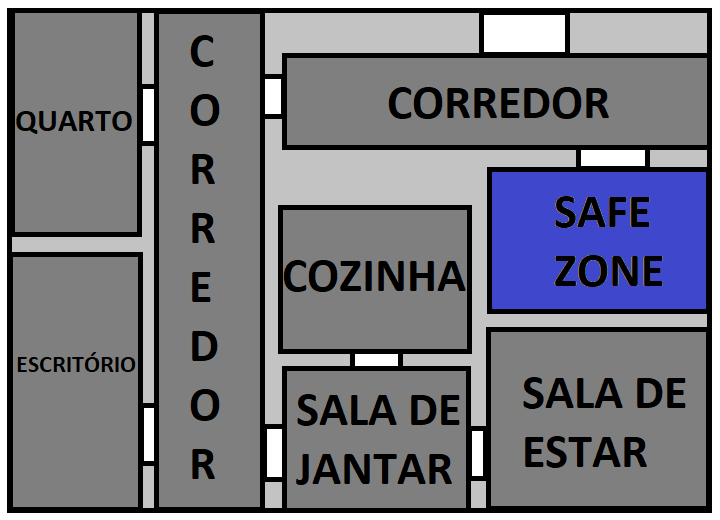 QUARTO
ESCRITÓRIO
C
O
R
R
E
D
O
R
CORREDOR
SAFE
ZONE
COZINHA
SALA DE
JANTAR
SALA DE
ESTAR